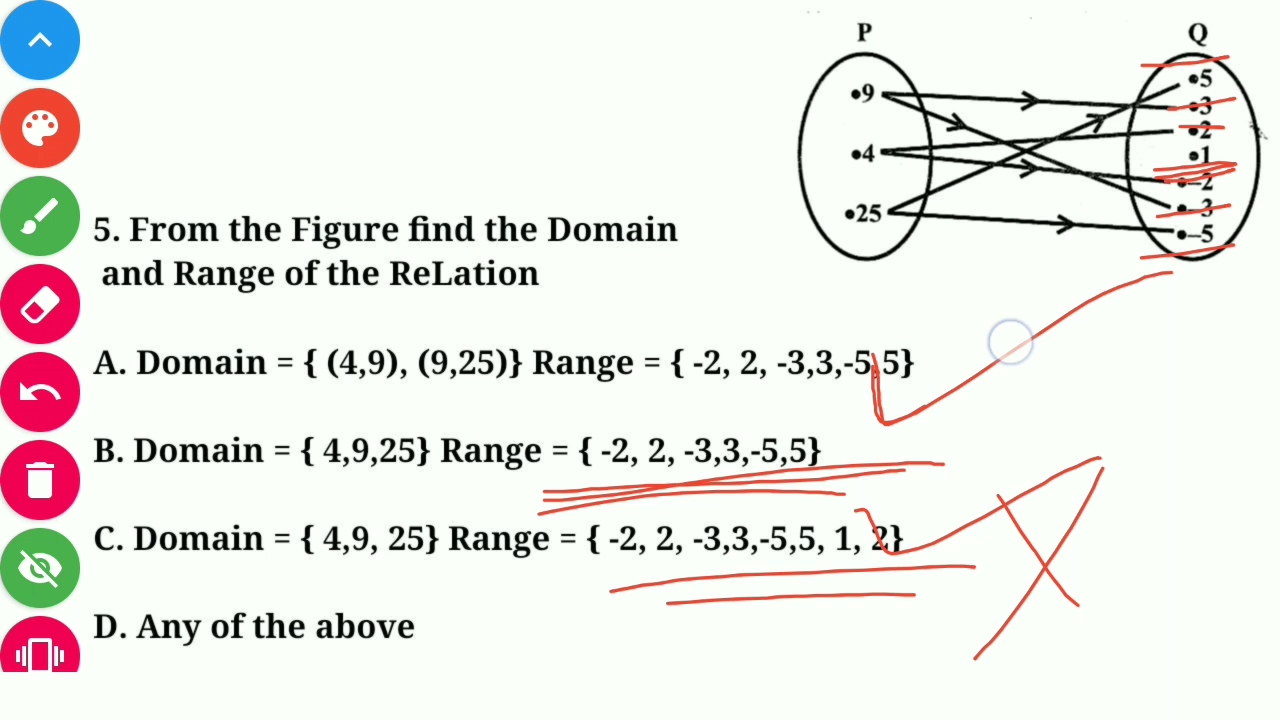 P Q
•9
•4
•25
•5
•3
•2
•1
•–2
•–3
•–5
5. From the Figure find the Domain
and Range of the ReLation
A. Domain = { (4,9), (9,25)} Range = { -2, 2, -3,3,-5,5}
B. Domain = { 4,9,25} Range = { -2, 2, -3,3,-5,5}
C. Domain = { 4,9, 25} Range = { -2, 2, -3,3,-5,5, 1, 2}
D. Any of the above